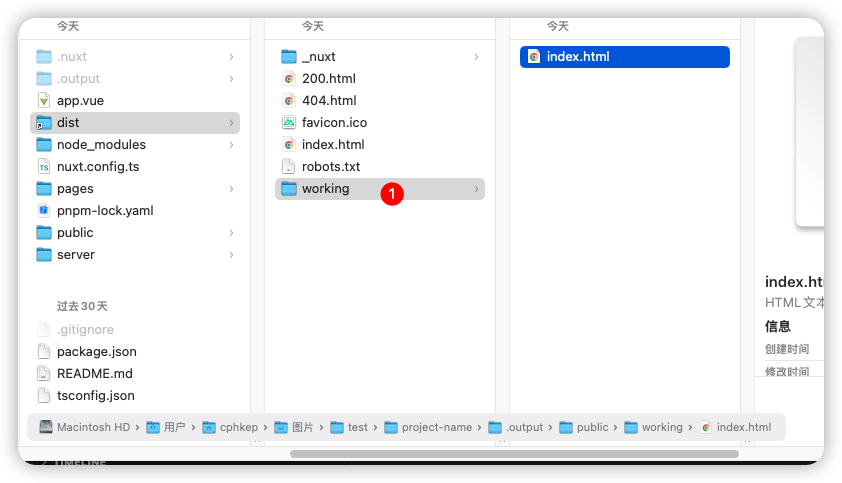 今天
.nuxt
.output
app.vue
dist
node_modules
nuxt.config.ts
pages
pnpm-lock.yaml
public
server
过去 30 天
.gitignore
package.json
README.md
tsconfig.json
今天
_nuxt
200.html
404.html
favicon.ico
index.html
robots.txt
working
1
今天
index.html
index.ht
HTML 文本
信息
创建时间
修改时间
Macintosh HD › 用户 › cphkep › 图片 › test › project-name › .output › public › working › index.html
TIMELINE